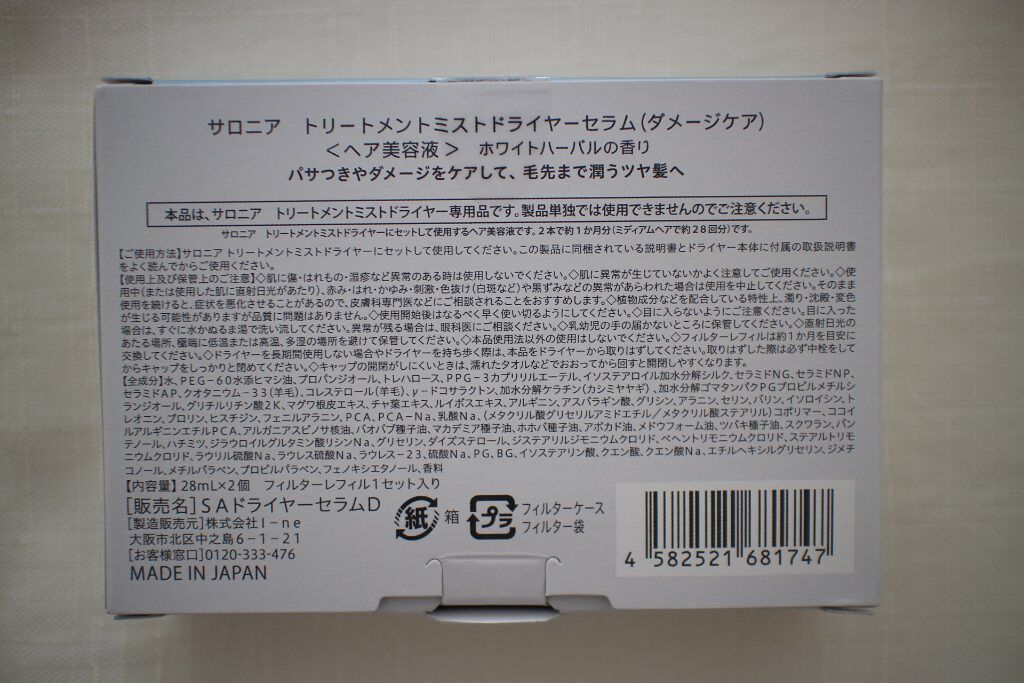 サロニア　トリートメントミストドライヤーセラム(ダメージケア)
＜ヘア美容液＞　ホワイトハーバルの香り
パサつきやダメージをケアして、毛先まで潤うツヤ髪へ
本品は、サロニア　トリートメントミストドライヤー専用品です。製品単独では使用できませんのでご注意ください。
サロニア　トリートメントミストドライヤーにセットして使用するヘア美容液です。2本で約1か月分(ミディアムヘアで約28回分)です。
【ご使用方法】サロニア トリートメントミストドライヤーにセットして使用してください。この製品に同梱されている説明書とドライヤー本体に付属の取扱説明書
をよく読んでからご使用ください。
【使用上及び保管上のご注意】◇肌に傷・はれもの・湿疹など異常のある時は使用しないでください。◇肌に異常が生じていないかよく注意してご使用ください。◇使
用中(または使用した肌に直射日光があたり)、赤み・はれ・かゆみ・刺激・色抜け(白斑など)や黒ずみなどの異常があらわれた場合は使用を中止してください。そのまま
使用を続けると、症状を悪化させることがあるので、皮膚科専門医などにご相談されることをおすすめします。◇植物成分などを配合している特性上、濁り・沈殿・変色
が生じる可能性がありますが品質に問題はありません。◇使用開始後はなるべく早く使い切るようにしてください。◇目に入らないようにご注意ください。目に入った
場合は、すぐに水かぬるま湯で洗い流してください。異常が残る場合は、眼科医にご相談ください。◇乳幼児の手の届かないところに保管してください。◇直射日光の
あたる場所、極端に低温または高温、多湿の場所を避けて保管してください。◇本品使用法以外の使用はしないでください。◇フィルターレフィルは約1か月を目安に
交換してください。◇ドライヤーを長期間使用しない場合やドライヤーを持ち歩く際は、本品をドライヤーから取りはずしてください。取りはずした際は必ず中栓をして
からキャップをしっかりと閉めてください。◇キャップの開閉がしにくいときは、濡れたタオルなどでおおってから回すと開閉しやすくなります。
【全成分】水、PEG-60水添ヒマシ油、プロパンジオール、トレハロース、PPG-3カプリリルエーテル、イソステアロイル加水分解シルク、セラミドNG、セラミドNP、
セラミドAP、クオタニウム-33(羊毛)、コレステロール(羊毛)、γ-ドコサラクトン、加水分解ケラチン(カシミヤヤギ)、加水分解ゴマタンパクPGプロピルメチルシ
ランジオール、グリチルリチン酸2K、マグワ根皮エキス、チャ葉エキス、ルイボスエキス、アルギニン、アスパラギン酸、グリシン、アラニン、セリン、バリン、イソロイシン、ト
レオニン、プロリン、ヒスチジン、フェニルアラニン、PCA、PCA-Na、乳酸Na、(メタクリル酸グリセリルアミドエチル/メタクリル酸ステアリル)コポリマー、ココイ
ルアルギニンエチルPCA、アルガニアスピノサ核油、バオバブ種子油、マカデミア種子油、ホホバ種子油、アボカド油、メドウフォーム油、ツバキ種子油、スクワラン、パン
テノール、ハチミツ、ジラウロイルグルタミン酸リシンNa、グリセリン、ダイズステロール、ジステアリルジモニウムクロリド、ベヘントリモニウムクロリド、ステアルトリモ
ニウムクロリド、ラウリル硫酸Na、ラウレス硫酸Na、ラウレス-23、硫酸Na、PG、BG、イソステアリン酸、クエン酸、クエン酸Na、エチルヘキシルグリセリン、ジメチ
コノール、メチルパラベン、プロピルパラベン、フェノキシエタノール、香料
【内容量】28mL×2個　フィルターレフィル1セット入り
[販売名]SAドライヤーセラムD
[製造販売元]株式会社I-ne
大阪市北区中之島6-1-21
[お客様窓口]0120-333-476
MADE IN JAPAN
紙 箱
プラ フィルターケース
フィルター袋
4 582521 681747